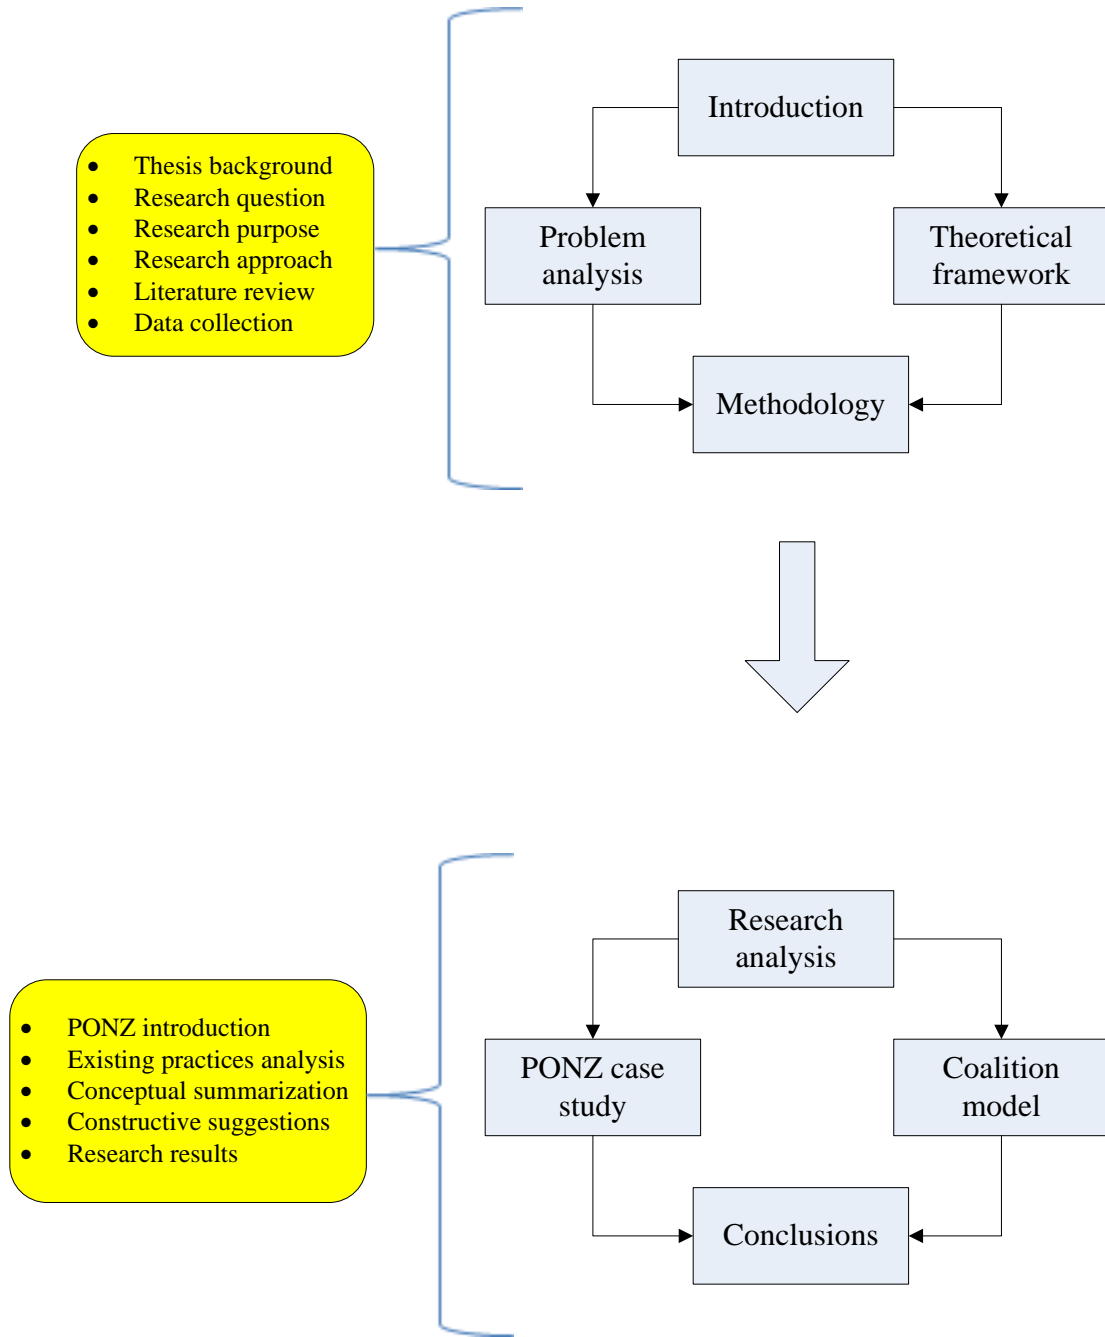 Introduction
• Thesis background
• Research question
• Research purpose
• Research approach
• Literature review
• Data collection
Problem
analysis
Theoretical
framework
Methodology
Research
analysis
• PONZ introduction
• Existing practices analysis
• Conceptual summarization
• Constructive suggestions
• Research results
PONZ case
study
Coalition
model
Conclusions